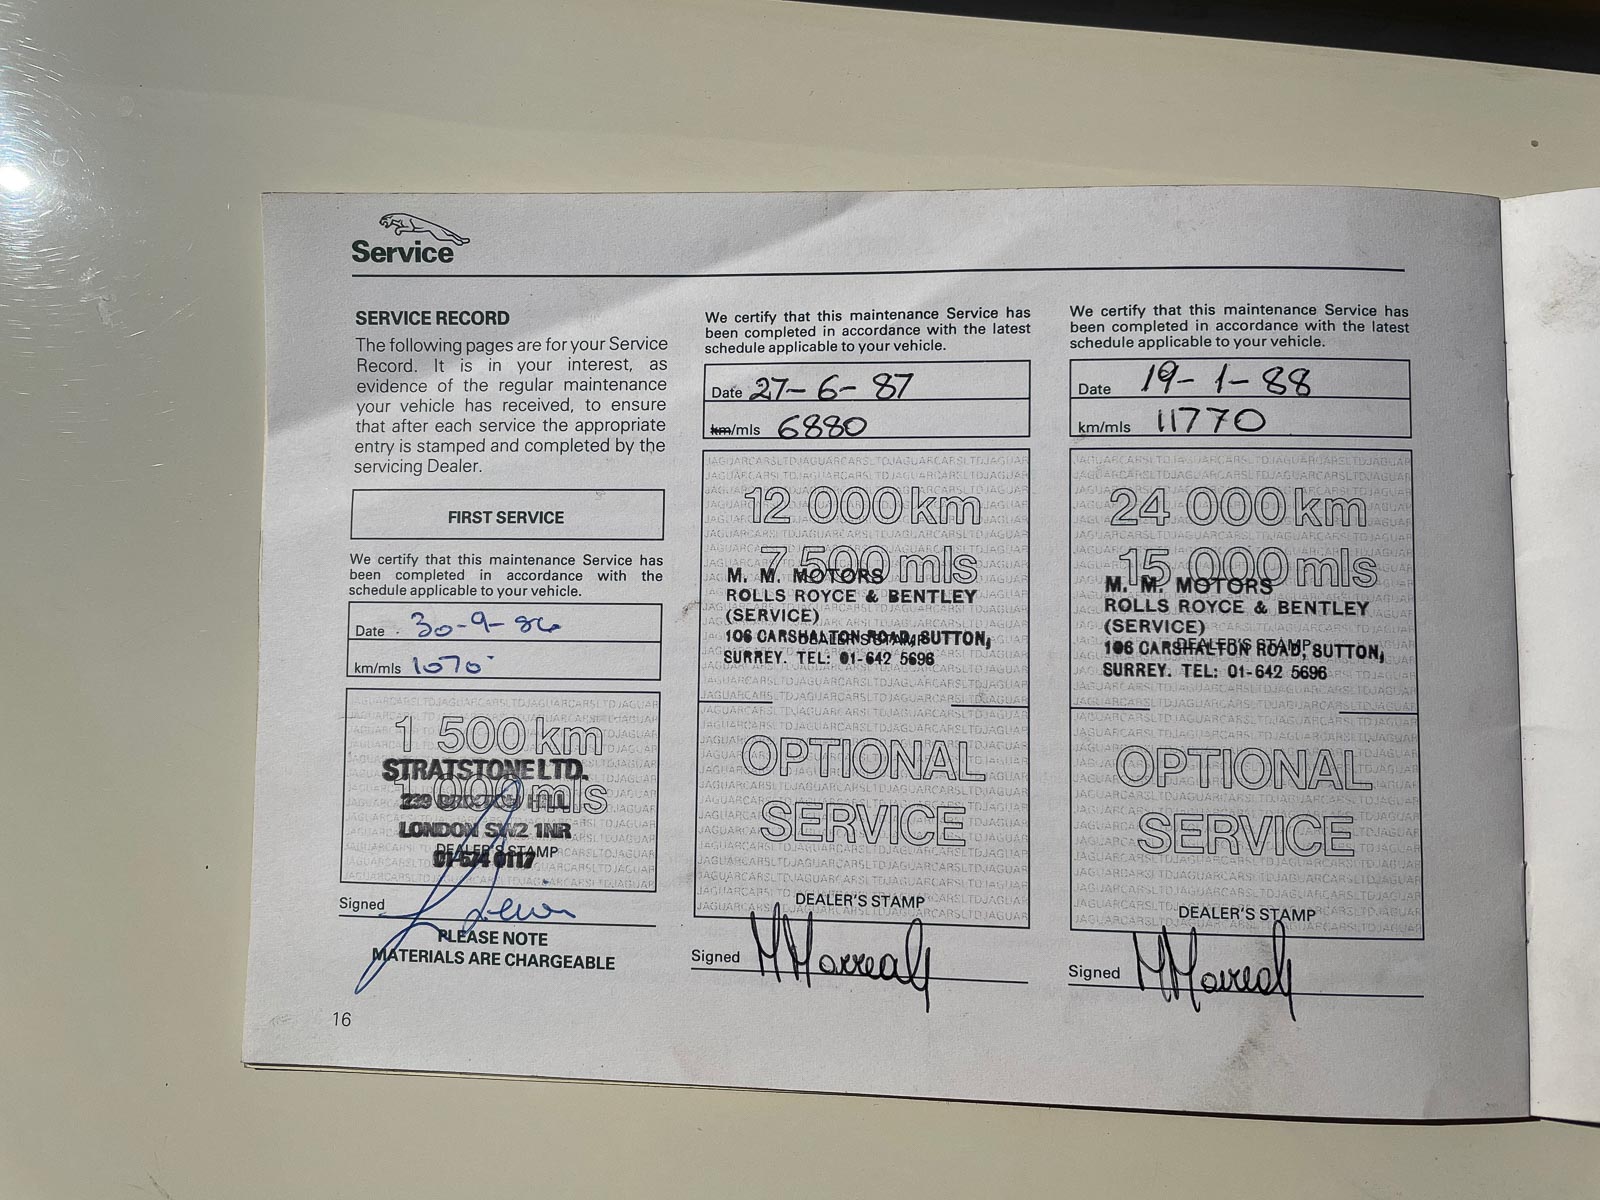 Service
SERVICE RECORD
The following pages are for your Service
Record. It is in your interest, as
evidence of the regular maintenance
your vehicle has received, to ensure
that after each service the appropriate
entry is stamped and completed by the
servicing Dealer.
FIRST SERVICE
We certify that this maintenance Service has
been completed in accordance with the
schedule applicable to your vehicle.
Date 30-9-86
km/mls 1070
1 500 km
1 000 mls
STRATSTONE LTD.
239 BRIXTON HILL
LONDON SW2 1NR
01-674 0117
DEALER'S STAMP
Signed
PLEASE NOTE
MATERIALS ARE CHARGEABLE
16
We certify that this maintenance Service has
been completed in accordance with the latest
schedule applicable to your vehicle.
Date 27-6-87
km/mls 6880
12 000 km
7 500 mls
M. M. MOTORS
ROLLS ROYCE & BENTLEY
(SERVICE)
106 CARSHALTON ROAD, SUTTON,
SURREY. TEL: 01-642 5696
DEALER'S STAMP
OPTIONAL
SERVICE
DEALER'S STAMP
Signed
We certify that this maintenance Service has
been completed in accordance with the latest
schedule applicable to your vehicle.
Date 19-1-88
km/mls 11770
24 000 km
15 000 mls
M. M. MOTORS
ROLLS ROYCE & BENTLEY
(SERVICE)
106 CARSHALTON ROAD, SUTTON,
SURREY. TEL: 01-642 5696
DEALER'S STAMP
OPTIONAL
SERVICE
DEALER'S STAMP
Signed